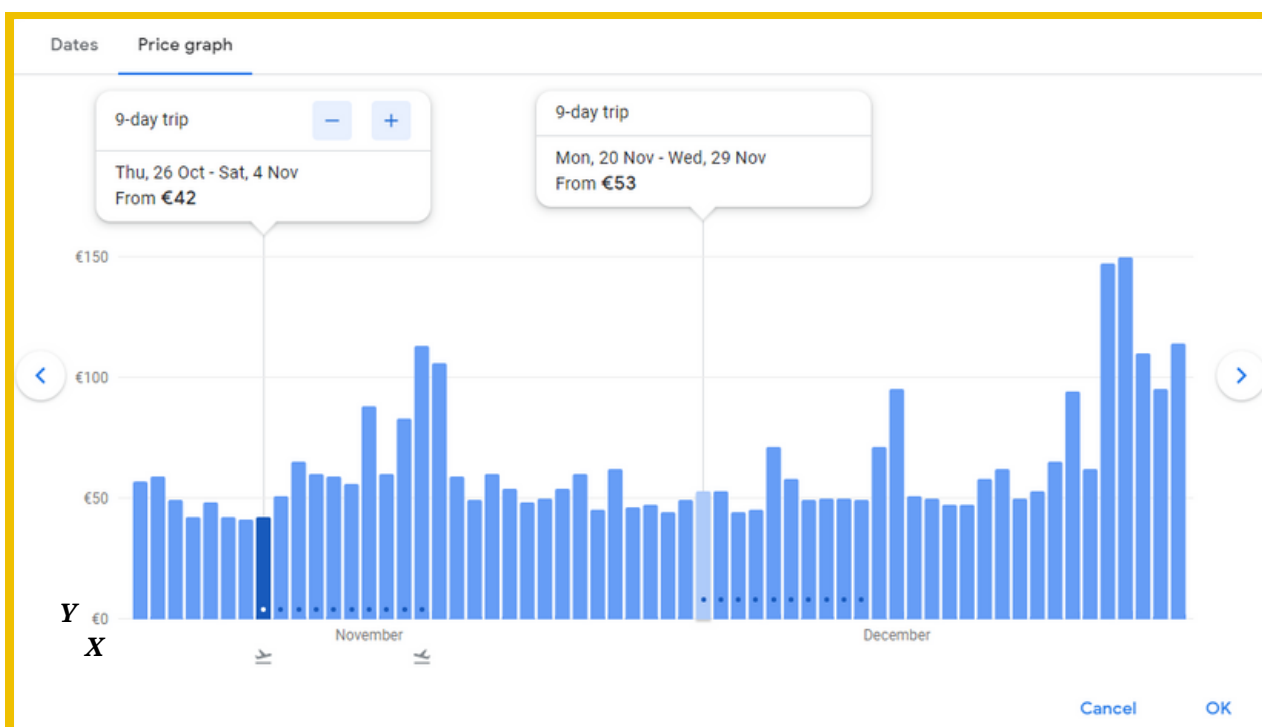 Dates Price graph
9-day trip − +
Thu, 26 Oct - Sat, 4 Nov
From €42
9-day trip
Mon, 20 Nov - Wed, 29 Nov
From €53
€150
€100
€50
Y €0
X
November December
Cancel OK